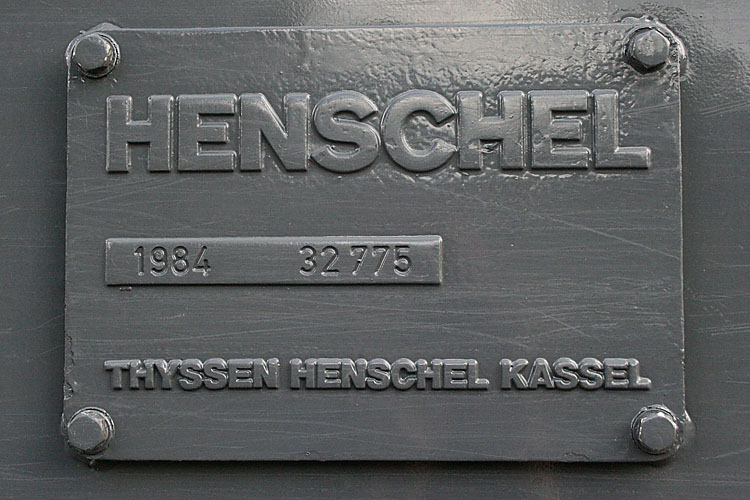 HENSCHEL
1984 32775
THYSSEN HENSCHEL KASSEL